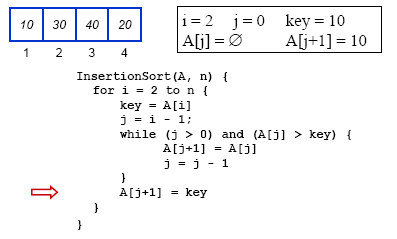 10 30 40 20
1 2 3 4
i = 2 j = 0 key = 10
A[j] = ∅ A[j+1] = 10
InsertionSort(A, n) {
for i = 2 to n {
key = A[i]
j = i - 1;
while (j > 0) and (A[j] > key) {
A[j+1] = A[j]
j = j - 1
}
A[j+1] = key
}
}